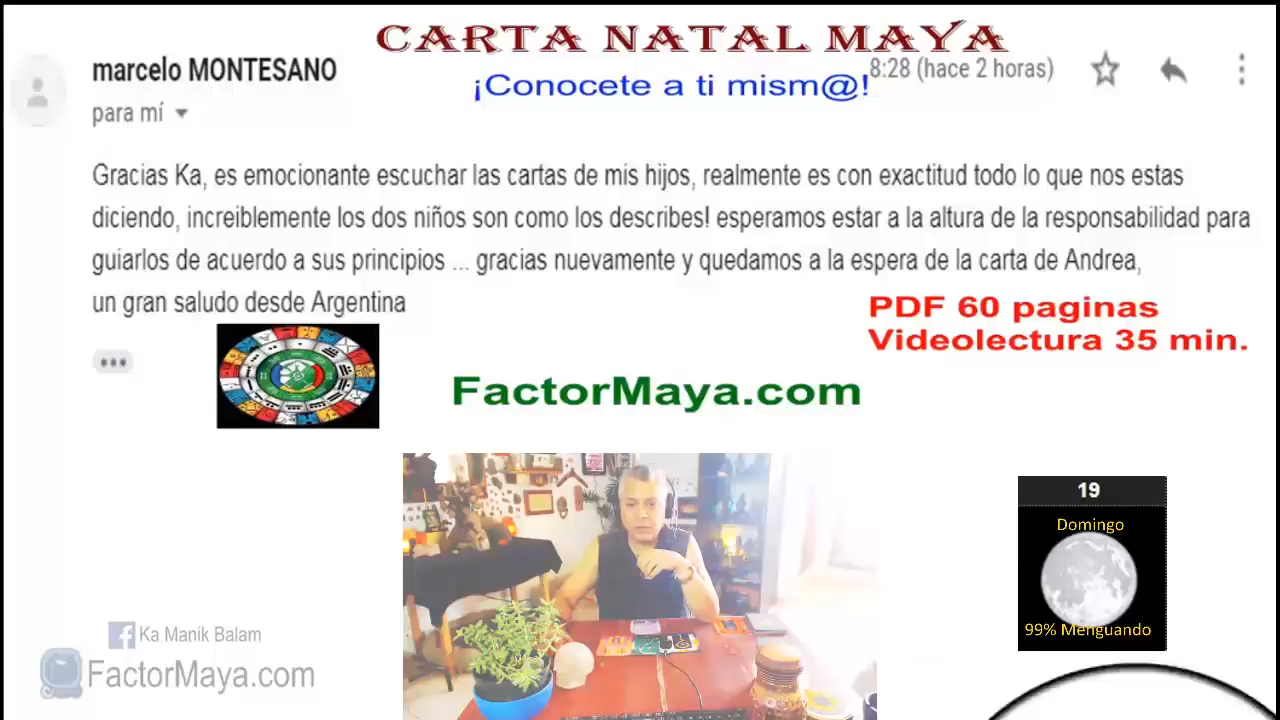 CARTA NATAL MAYA
¡Conocete a ti mism@!
marcelo MONTESANO
8:28 (hace 2 horas)
para mí
Gracias Ka, es emocionante escuchar las cartas de mis hijos, realmente es con exactitud todo lo que nos estas
diciendo, increiblemente los dos niños son como los describes! esperamos estar a la altura de la responsabilidad para
guiarlos de acuerdo a sus principios ... gracias nuevamente y quedamos a la espera de la carta de Andrea,
un gran saludo desde Argentina
PDF 60 paginas
Videolectura 35 min.
FactorMaya.com
19
Domingo
99% Menguando
Ka Manik Balam
FactorMaya.com